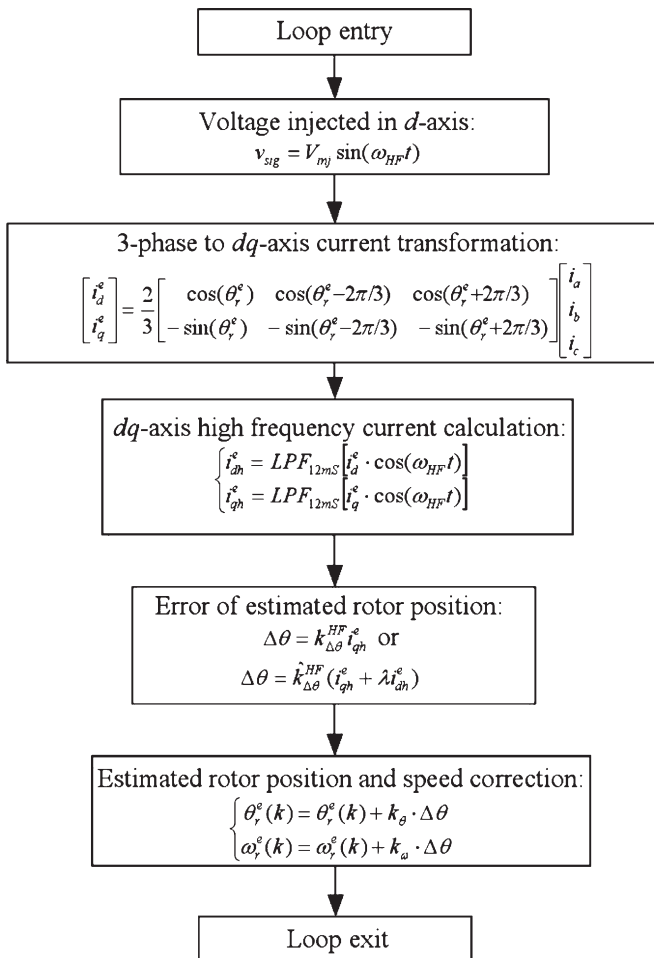 Loop entry
Voltage injected in d-axis:
v_sig = V_inj sin(ω_HF t)
3-phase to dq-axis current transformation:
[i_d^e; i_q^e] = 2/3 [cos(θ_r^e) cos(θ_r^e−2π/3) cos(θ_r^e+2π/3); −sin(θ_r^e) −sin(θ_r^e−2π/3) −sin(θ_r^e+2π/3)] [i_a; i_b; i_c]
dq-axis high frequency current calculation:
{ i_dh^e = LPF_12mS [i_d^e · cos(ω_HF t)]
i_qh^e = LPF_12mS [i_q^e · cos(ω_HF t)]
Error of estimated rotor position:
Δθ = k_Δθ^HF i_qh^e or
Δθ = k̂_Δθ^HF (i_qh^e + λi_dh^e)
Estimated rotor position and speed correction:
{ θ_r^e(k) = θ_r^e(k) + k_θ · Δθ
ω_r^e(k) = ω_r^e(k) + k_ω · Δθ
Loop exit